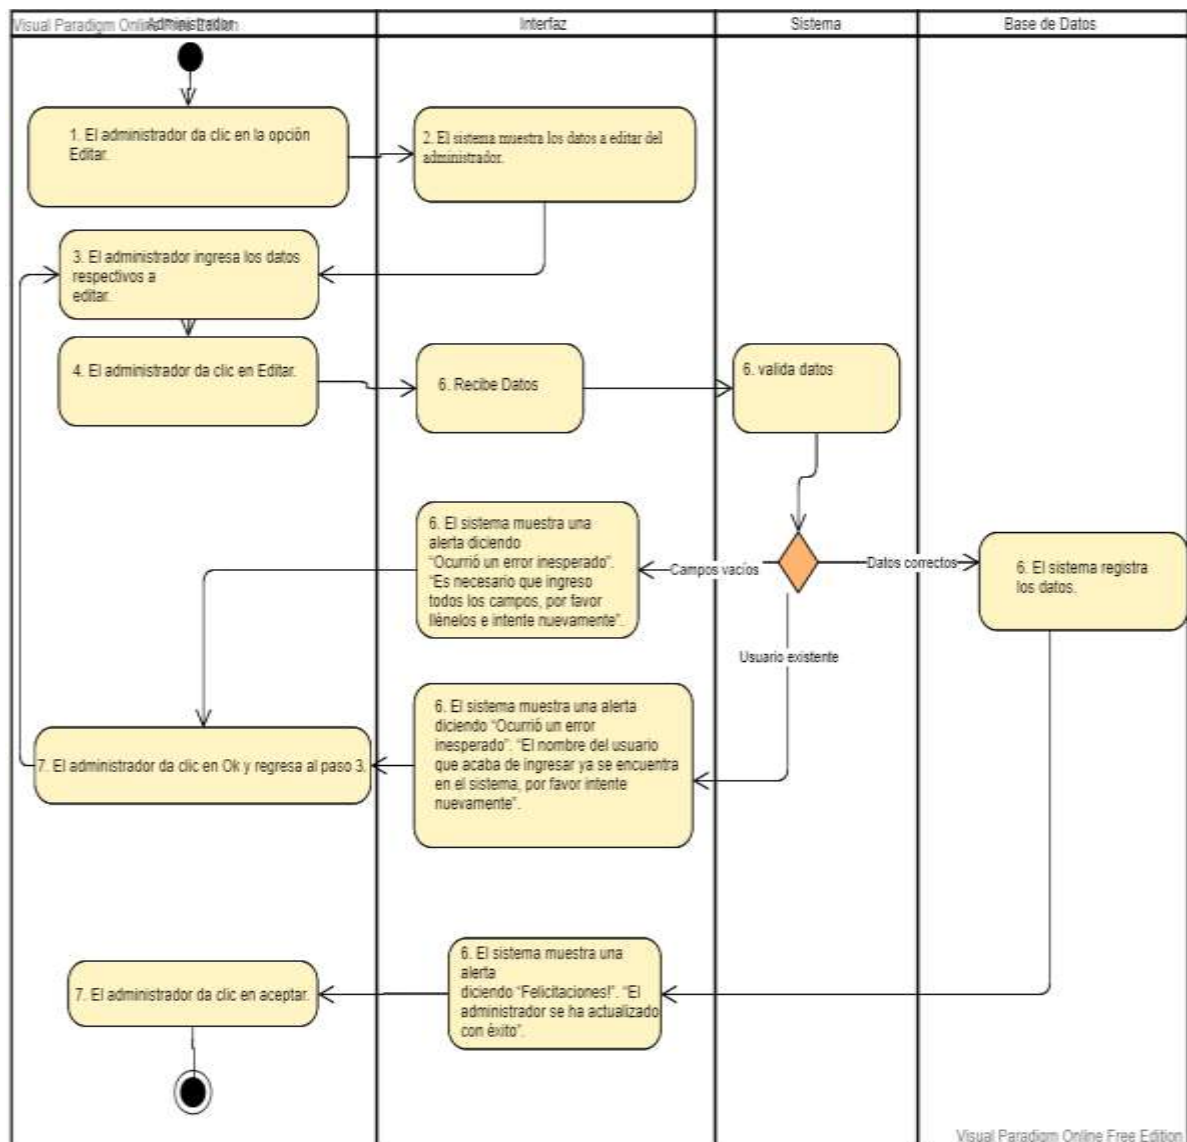 Visual Paradigm Online Free Edition
Administrador
Interfaz
Sistema
Base de Datos
1. El administrador da clic en la opción
Editar.
2. El sistema muestra los datos a editar del
administrador.
3. El administrador ingresa los datos
respectivos a
editar.
4. El administrador da clic en Editar.
6. Recibe Datos
6. valida datos
6. El sistema muestra una
alerta diciendo
“Ocurrió un error inesperado”.
“Es necesario que ingreso
todos los campos, por favor
llénelos e intente nuevamente”.
Campos vacíos
Datos correctos
6. El sistema registra
los datos.
Usuario existente
6. El sistema muestra una alerta
diciendo “Ocurrió un error
inesperado”. “El nombre del usuario
que acaba de ingresar ya se encuentra
en el sistema, por favor intente
nuevamente”.
7. El administrador da clic en Ok y regresa al paso 3.
6. El sistema muestra una
alerta
diciendo “Felicitaciones!”. “El
administrador se ha actualizado
con éxito”.
7. El administrador da clic en aceptar.
Visual Paradigm Online Free Edition